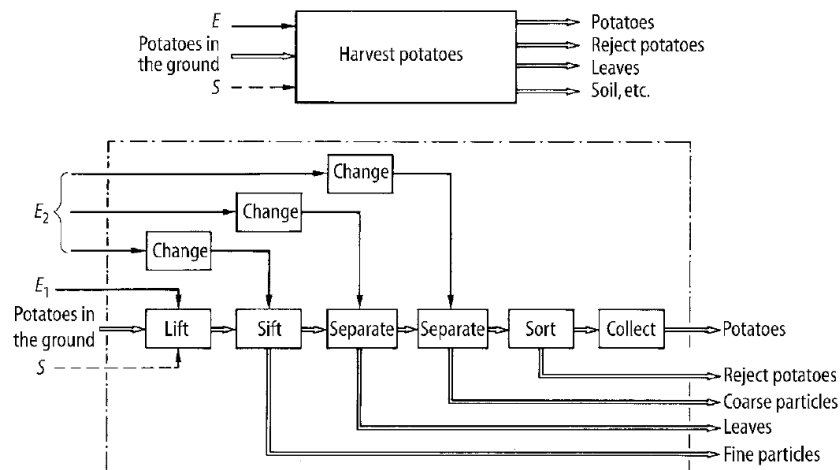 E
Potatoes in
the ground
S
Harvest potatoes
Potatoes
Reject potatoes
Leaves
Soil, etc.
E2
Change
Change
Change
E1
Potatoes in
the ground
S
Lift
Sift
Separate
Separate
Sort
Collect
Potatoes
Reject potatoes
Coarse particles
Leaves
Fine particles